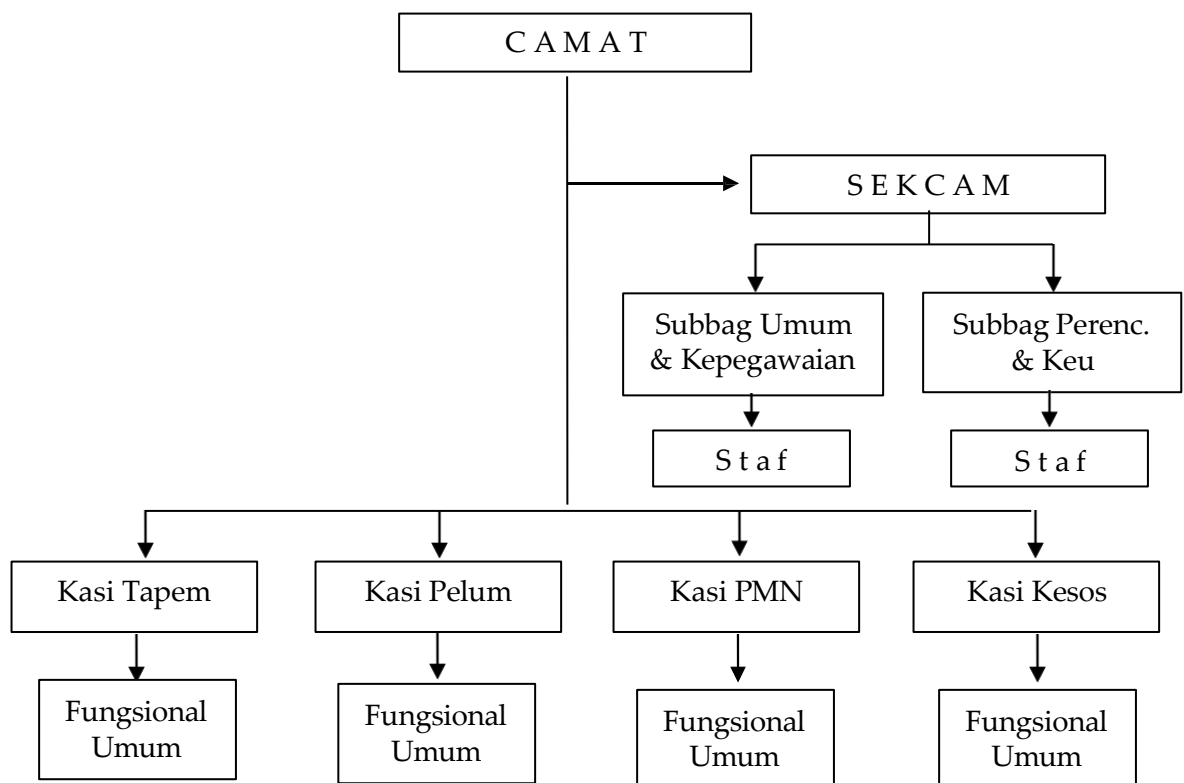 C A M A T
S E K C A M
Subbag Umum
& Kepegawaian
Subbag Perenc.
& Keu
S t a f
S t a f
Kasi Tapem
Kasi Pelum
Kasi PMN
Kasi Kesos
Fungsional
Umum
Fungsional
Umum
Fungsional
Umum
Fungsional
Umum